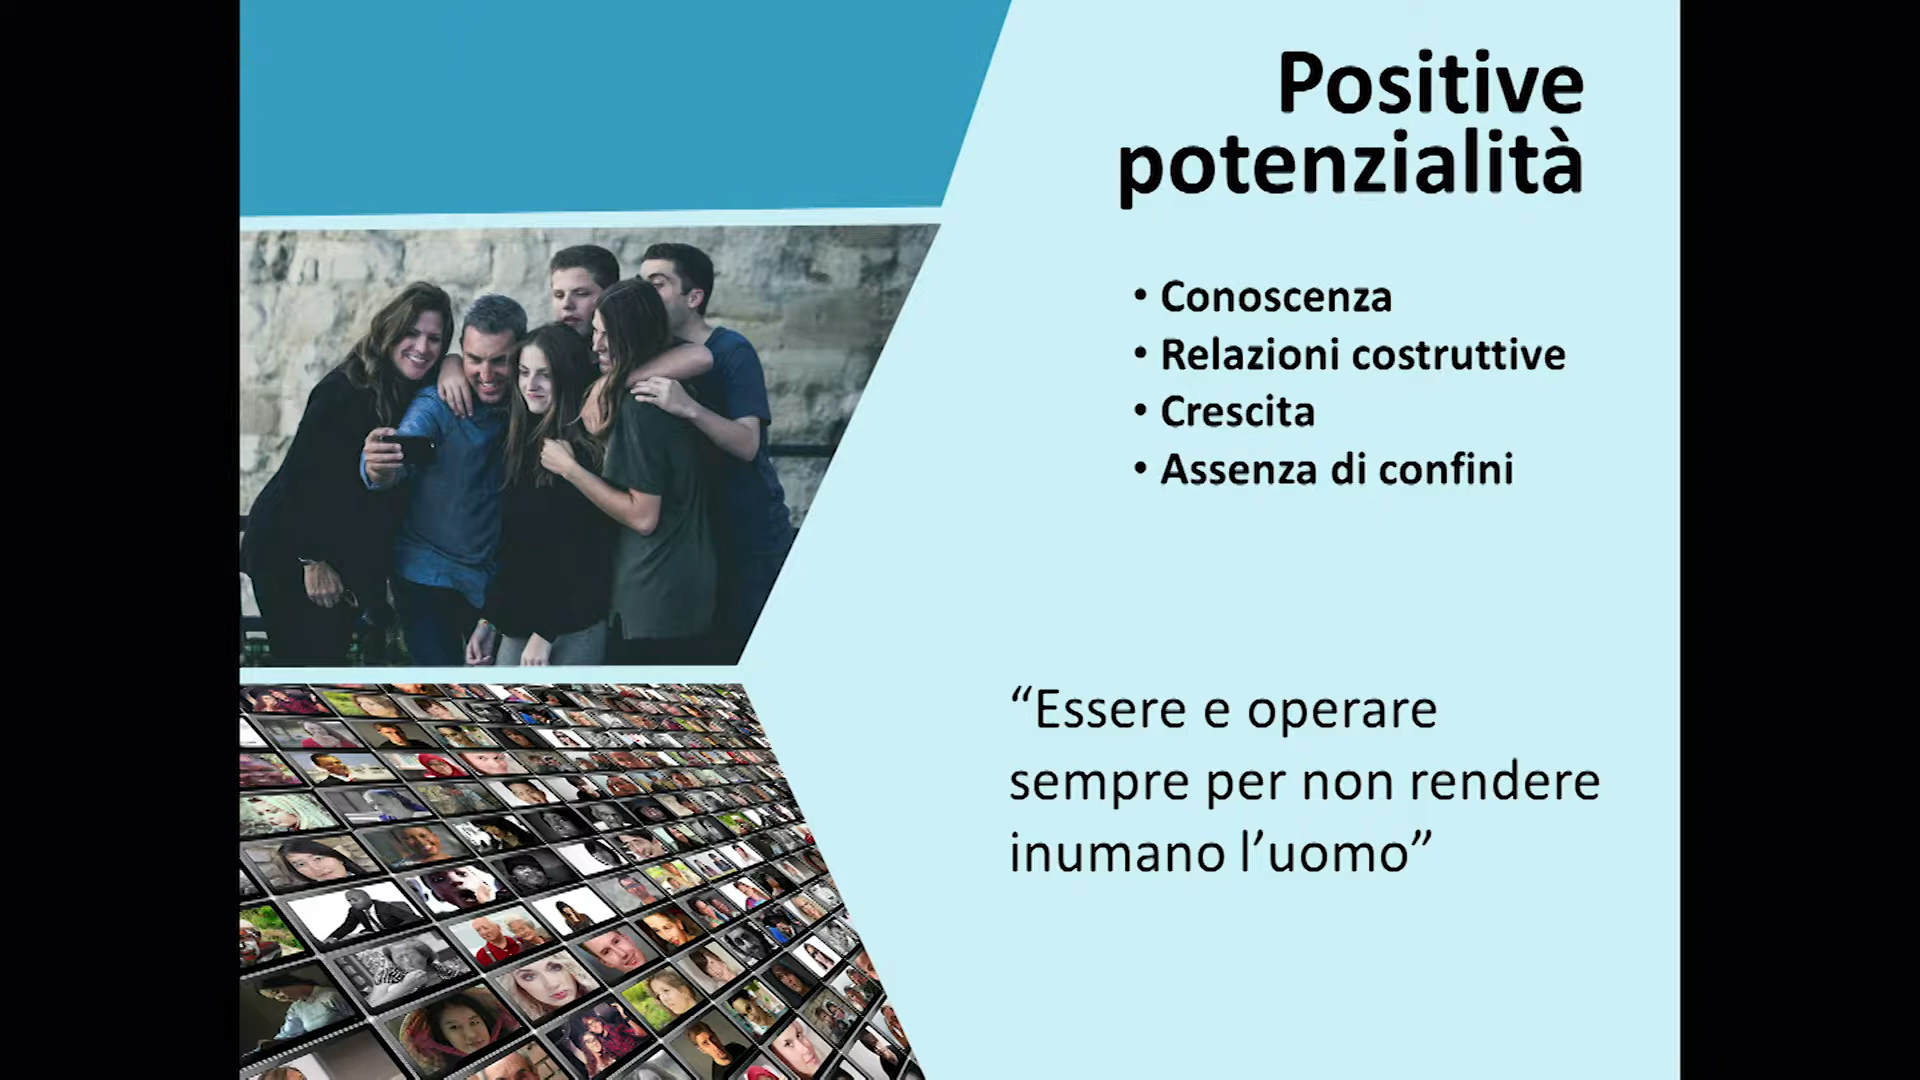 Positive
potenzialità
• Conoscenza
• Relazioni costruttive
• Crescita
• Assenza di confini
“Essere e operare
sempre per non rendere
inumano l’uomo”